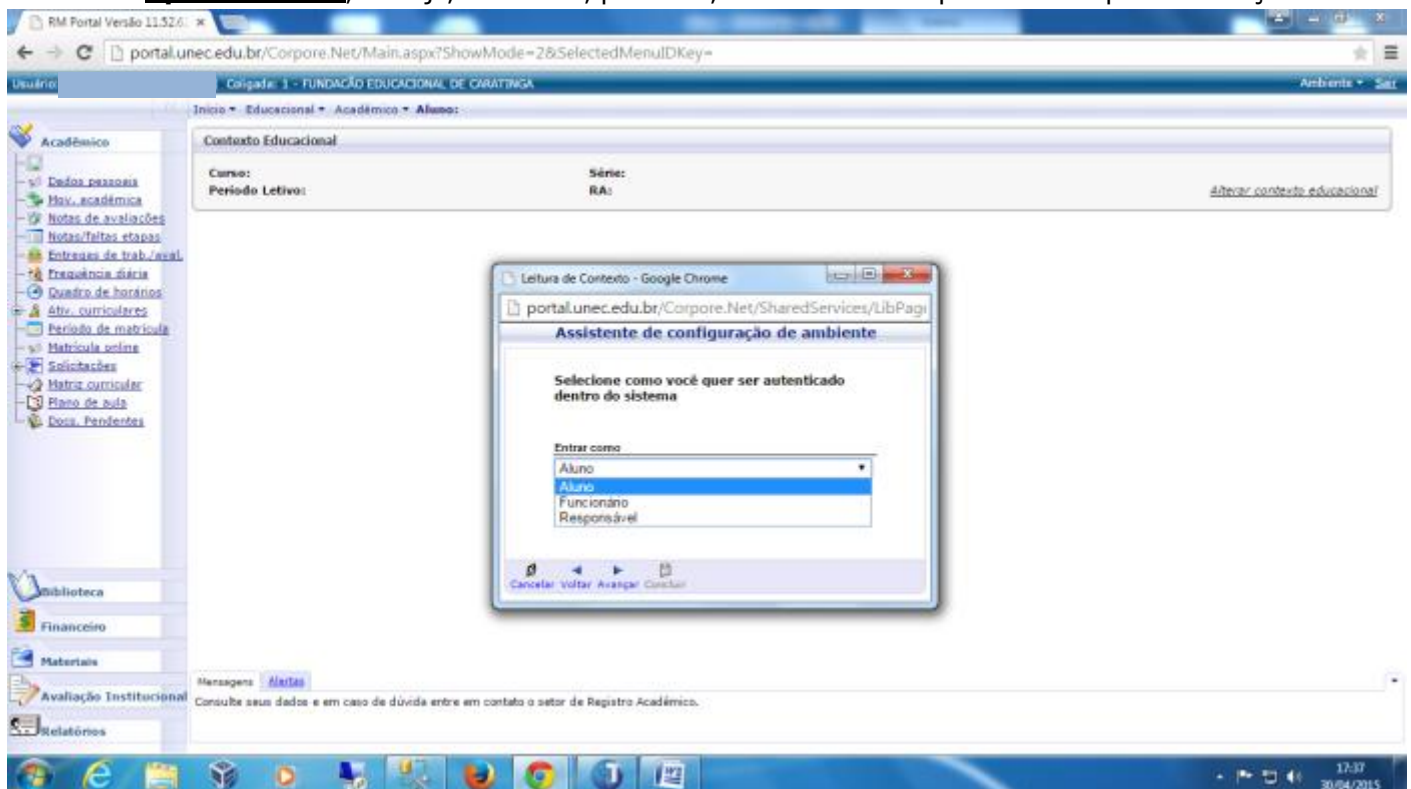 RM Portal Versão 11.52.6
portal.unec.edu.br/Corpore.Net/Main.aspx?ShowMode=2&SelectedMenuIDKey=
Usuário: Coligada: 1 - FUNDAÇÃO EDUCACIONAL DE CARATINGA Ambiente Sair
Início Educacional Acadêmico Aluno:
Acadêmico
Dados pessoais
Mov. acadêmica
Notas de avaliações
Notas/faltas etapas
Entregas de trab./aval.
Frequência diária
Quadro de horários
Ativ. curriculares
Período de matrícula
Matrícula online
Solicitações
Matriz curricular
Plano de aula
Docs. Pendentes
Biblioteca
Financeiro
Materiais
Avaliação Institucional
Relatórios
Contexto Educacional
Curso: Série:
Período Letivo: RA:
Alterar contexto educacional
Leitura de Contexto - Google Chrome
portal.unec.edu.br/Corpore.Net/SharedServices/LibPag
Assistente de configuração de ambiente
Selecione como você quer ser autenticado
dentro do sistema
Entrar como
Aluno
Aluno
Funcionário
Responsável
Cancelar Voltar Avançar Concluir
Mensagens Alertas
Consulte seus dados e em caso de dúvida entre em contato o setor de Registro Acadêmico.
17:37
30/04/2015